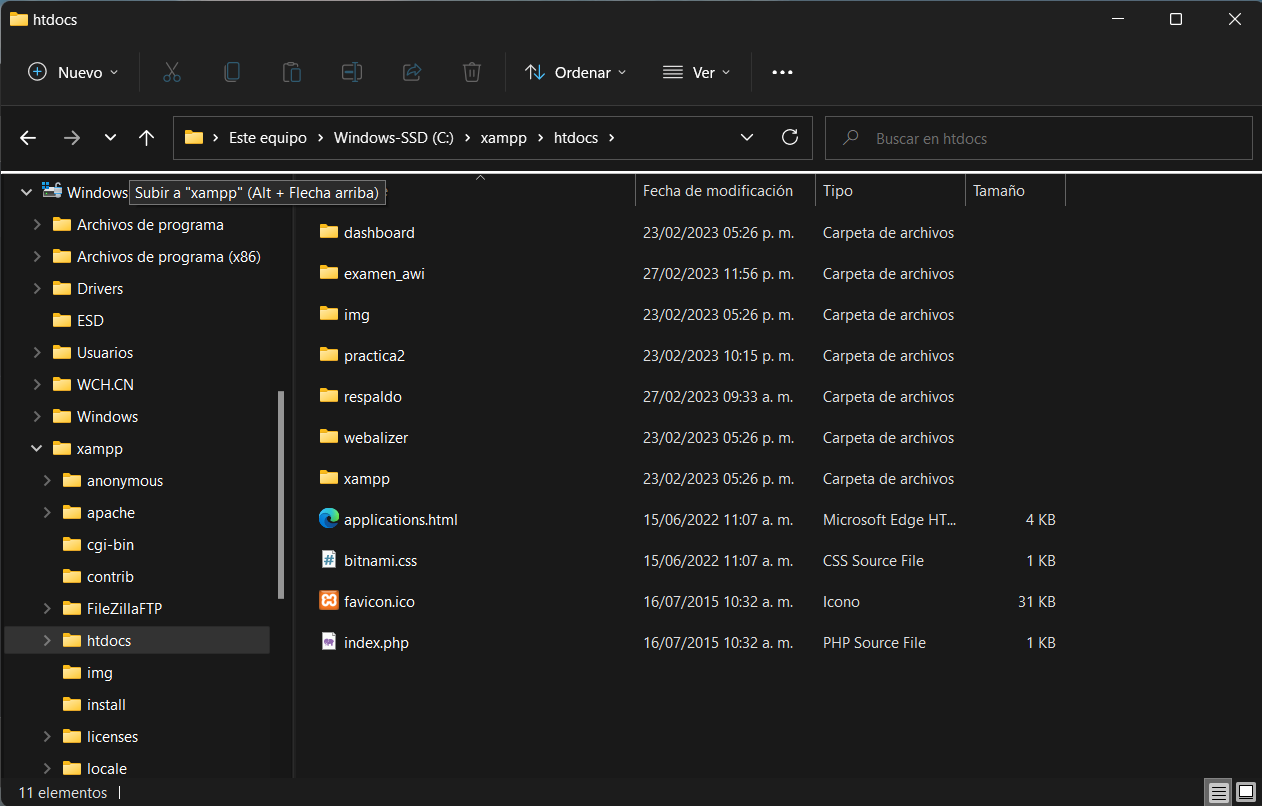 htdocs
Nuevo
Ordenar
Ver
Este equipo
Windows-SSD (C:)
xampp
htdocs
Buscar en htdocs
Windows
Subir a "xampp" (Alt + Flecha arriba)
Fecha de modificación
Tipo
Tamaño
Archivos de programa
Archivos de programa (x86)
Drivers
ESD
Usuarios
WCH.CN
Windows
xampp
anonymous
apache
cgi-bin
contrib
FileZillaFTP
htdocs
img
install
licenses
locale
dashboard 23/02/2023 05:26 p. m. Carpeta de archivos
examen_awi 27/02/2023 11:56 p. m. Carpeta de archivos
img 23/02/2023 05:26 p. m. Carpeta de archivos
practica2 23/02/2023 10:15 p. m. Carpeta de archivos
respaldo 27/02/2023 09:33 a. m. Carpeta de archivos
webalizer 23/02/2023 05:26 p. m. Carpeta de archivos
xampp 23/02/2023 05:26 p. m. Carpeta de archivos
applications.html 15/06/2022 11:07 a. m. Microsoft Edge HT... 4 KB
bitnami.css 15/06/2022 11:07 a. m. CSS Source File 1 KB
favicon.ico 16/07/2015 10:32 a. m. Icono 31 KB
index.php 16/07/2015 10:32 a. m. PHP Source File 1 KB
11 elementos